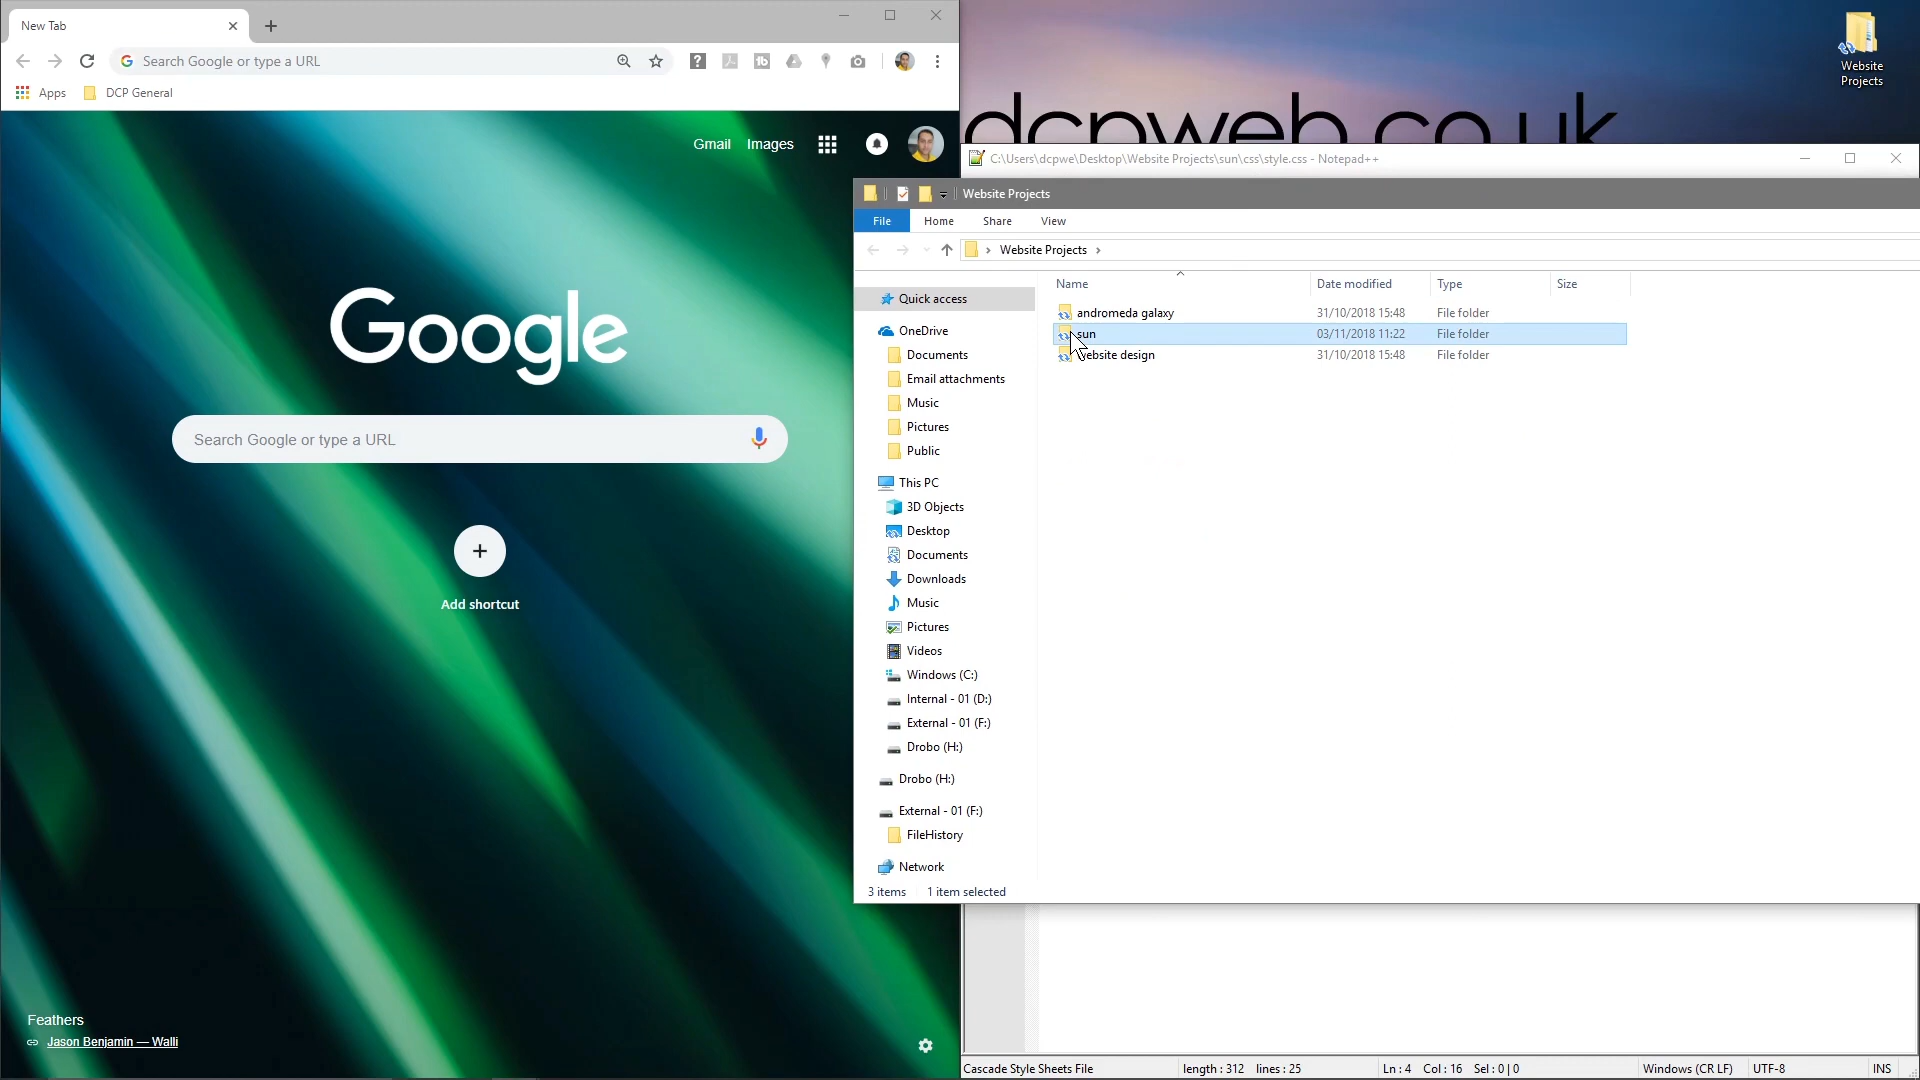 New Tab
Search Google or type a URL
Apps
DCP General
Gmail
Images
Google
Search Google or type a URL
Add shortcut
Feathers
Jason Benjamin — Walli
dcpweb.co.uk
Website
Projects
C:\Users\dcpwe\Desktop\Website Projects\sun\css\style.css - Notepad++
Website Projects
File Home Share View
Website Projects
Name Date modified Type Size
andromeda galaxy 31/10/2018 15:48 File folder
sun 03/11/2018 11:22 File folder
website design 31/10/2018 15:48 File folder
Quick access
OneDrive
Documents
Email attachments
Music
Pictures
Public
This PC
3D Objects
Desktop
Documents
Downloads
Music
Pictures
Videos
Windows (C:)
Internal - 01 (D:)
External - 01 (F:)
Drobo (H:)
Drobo (H:)
External - 01 (F:)
FileHistory
Network
3 items 1 item selected
Cascade Style Sheets File length : 312 lines : 25 Ln : 4 Col : 16 Sel : 0 | 0 Windows (CR LF) UTF-8 INS